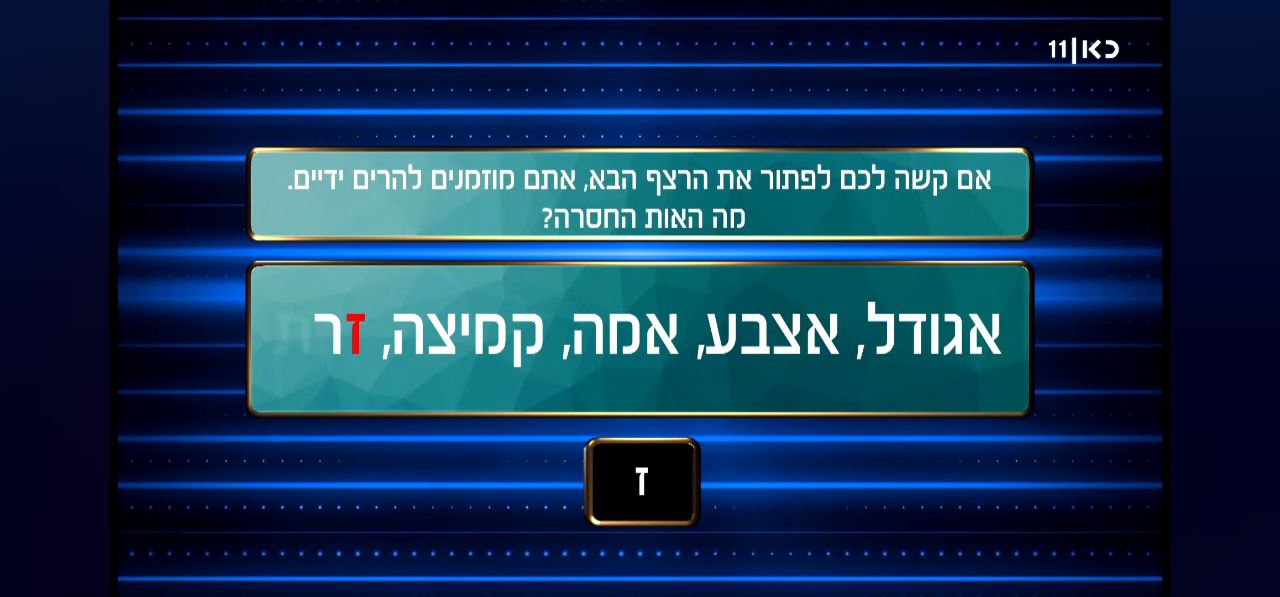 כאן|11
אם קשה לכם לפתור את הרצף הבא, אתם מוזמנים להרים ידיים.
מה האות החסרה?
אגודל, אצבע, אמה, קמיצה, זרת
ז